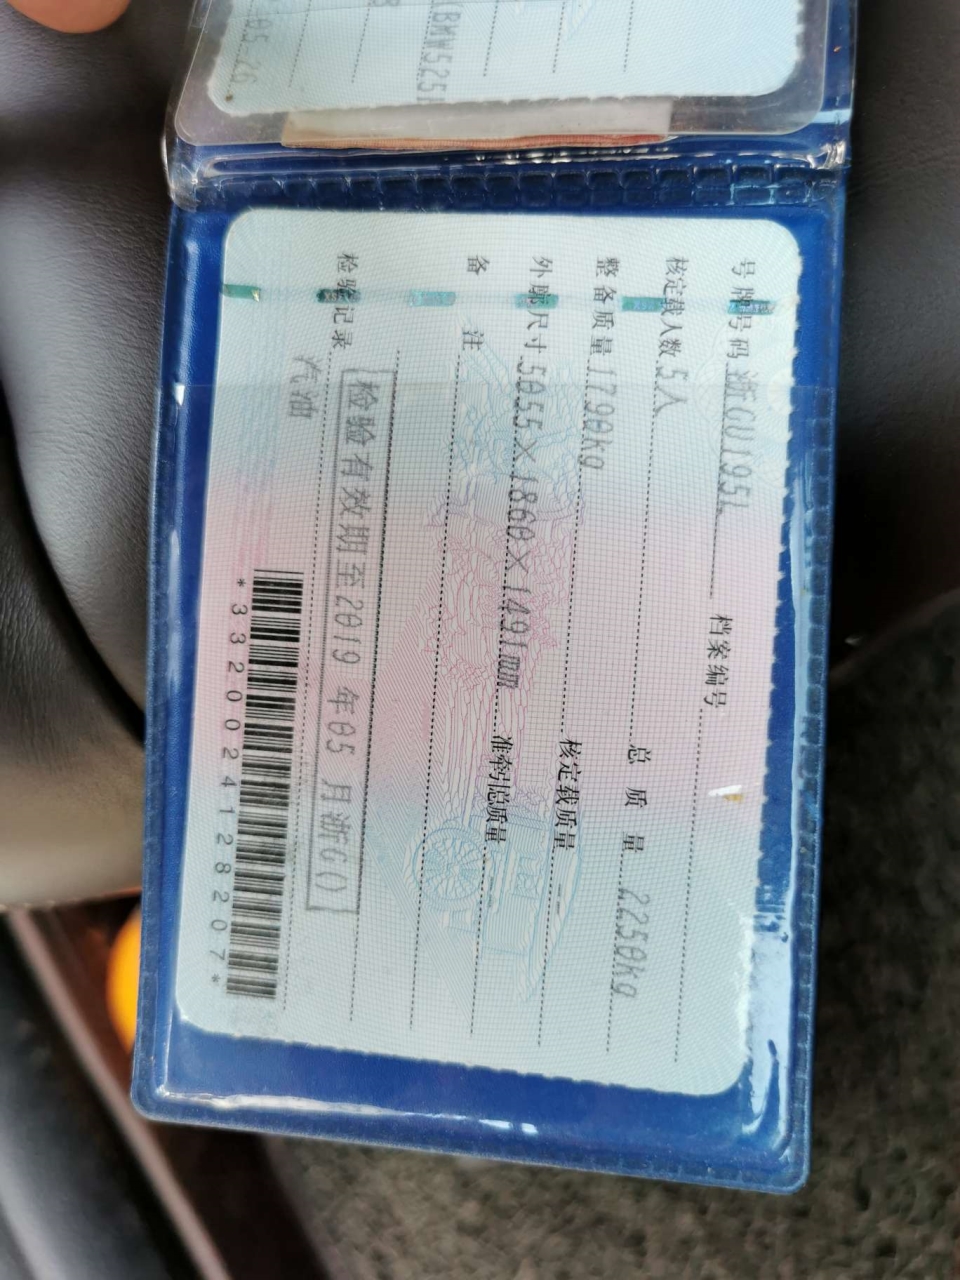 号牌号码 浙GU195L 档案编号
核定载人数 5人 总质量 2250kg
整备质量 1790kg 核定载质量 --
外廓尺寸 5055×1860×1491mm 准牵引总质量 --
备注
检验记录 检验有效期至2019年05月浙G()
汽油
*3320024128207*